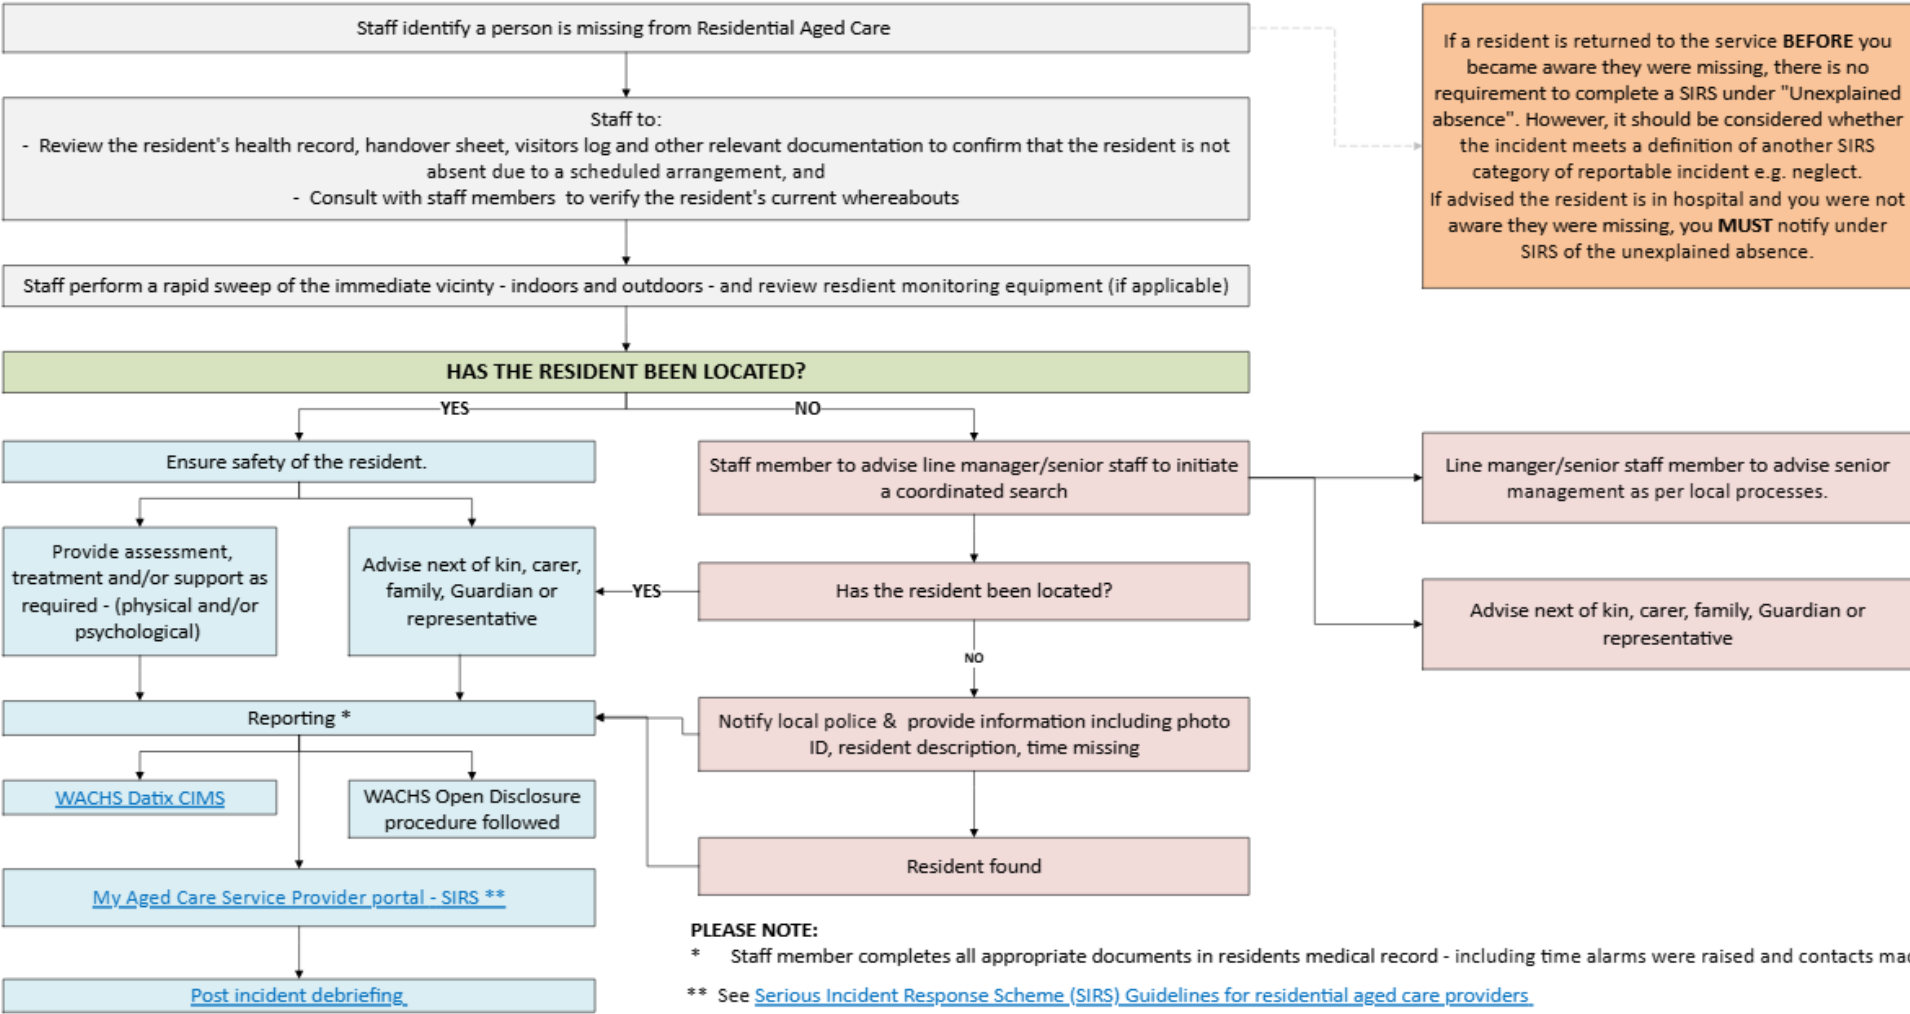 Staff identify a person is missing from Residential Aged Care
If a resident is returned to the service BEFORE you
became aware they were missing, there is no
requirement to complete a SIRS under "Unexplained
absence". However, it should be considered whether
the incident meets a definition of another SIRS
category of reportable incident e.g. neglect.
If advised the resident is in hospital and you were not
aware they were missing, you MUST notify under
SIRS of the unexplained absence.
Staff to:
- Review the resident's health record, handover sheet, visitors log and other relevant documentation to confirm that the resident is not
absent due to a scheduled arrangement, and
- Consult with staff members to verify the resident's current whereabouts
Staff perform a rapid sweep of the immediate vicinty - indoors and outdoors - and review resdient monitoring equipment (if applicable)
HAS THE RESIDENT BEEN LOCATED?
YES
NO
Ensure safety of the resident.
Staff member to advise line manager/senior staff to initiate
a coordinated search
Line manger/senior staff member to advise senior
management as per local processes.
Provide assessment,
treatment and/or support as
required - (physical and/or
psychological)
Advise next of kin, carer,
family, Guardian or
representative
YES
Has the resident been located?
Advise next of kin, carer, family, Guardian or
representative
NO
Reporting *
Notify local police & provide information including photo
ID, resident description, time missing
WACHS Datix CIMS
WACHS Open Disclosure
procedure followed
Resident found
My Aged Care Service Provider portal - SIRS **
Post incident debriefing
PLEASE NOTE:
* Staff member completes all appropriate documents in residents medical record - including time alarms were raised and contacts
** See Serious Incident Response Scheme (SIRS) Guidelines for residential aged care providers